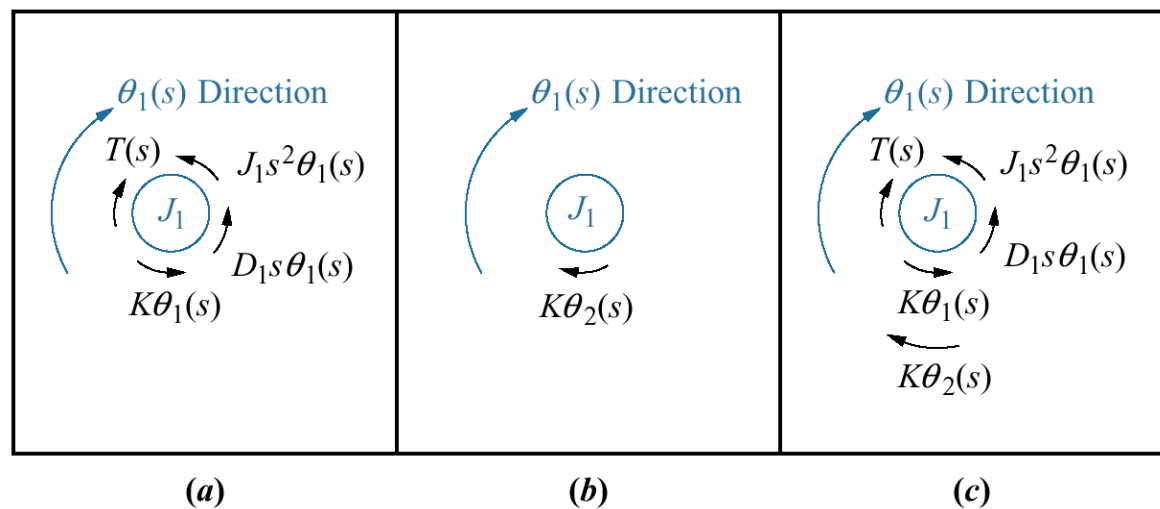 θ₁(s) Direction
T(s)
J₁s²θ₁(s)
J₁
D₁sθ₁(s)
Kθ₁(s)
(a)
θ₁(s) Direction
J₁
Kθ₂(s)
(b)
θ₁(s) Direction
T(s)
J₁s²θ₁(s)
J₁
D₁sθ₁(s)
Kθ₁(s)
Kθ₂(s)
(c)